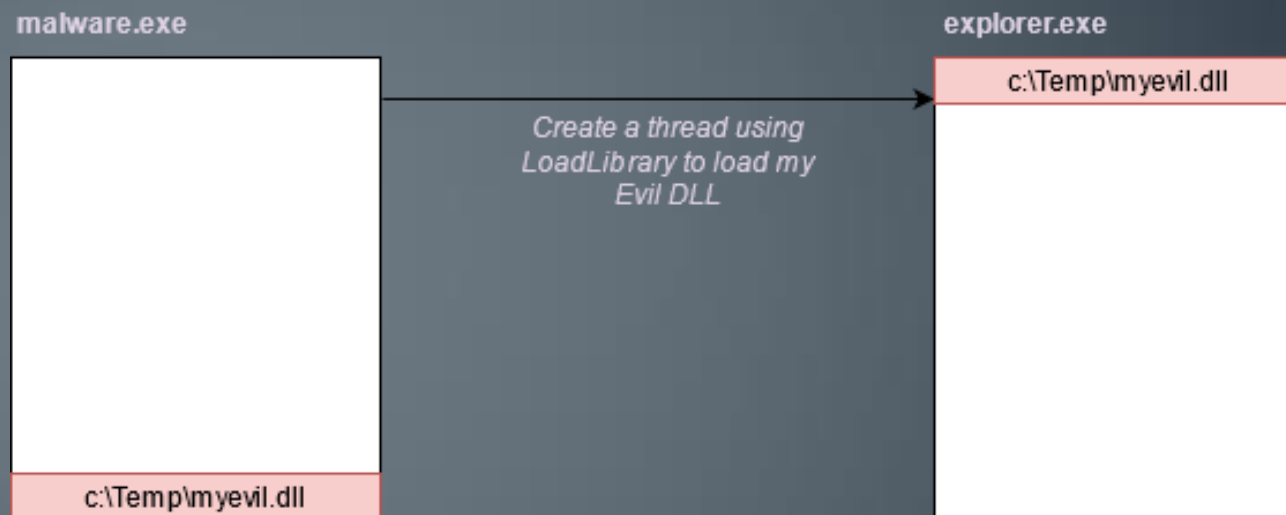 malware.exe
explorer.exe
c:\Temp\myevil.dll
Create a thread using
LoadLibrary to load my
Evil DLL
c:\Temp\myevil.dll